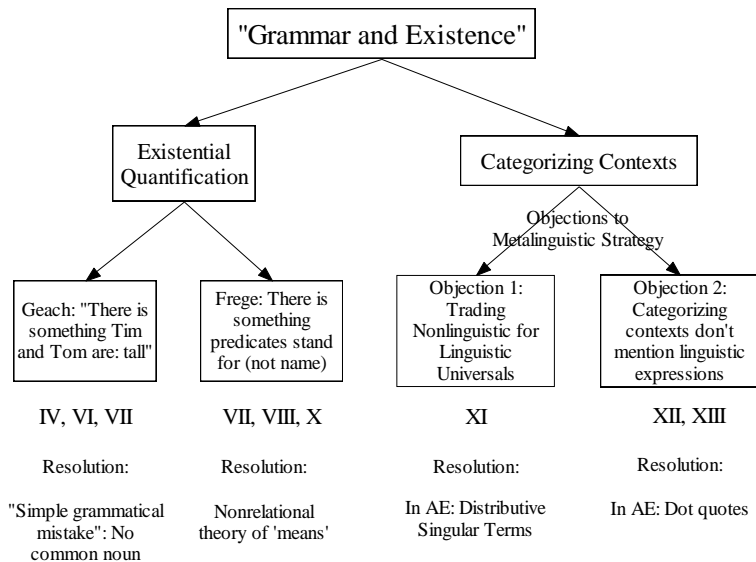 "Grammar and Existence"
Existential
Quantification
Categorizing Contexts
Objections to
Metalinguistic Strategy
Geach: "There is
something Tim
and Tom are: tall"
Frege: There is
something
predicates stand
for (not name)
Objection 1:
Trading
Nonlinguistic for
Linguistic
Universals
Objection 2:
Categorizing
contexts don't
mention linguistic
expressions
IV, VI, VII
VII, VIII, X
XI
XII, XIII
Resolution:
Resolution:
Resolution:
Resolution:
"Simple grammatical
mistake": No
common noun
Nonrelational
theory of 'means'
In AE: Distributive
Singular Terms
In AE: Dot quotes